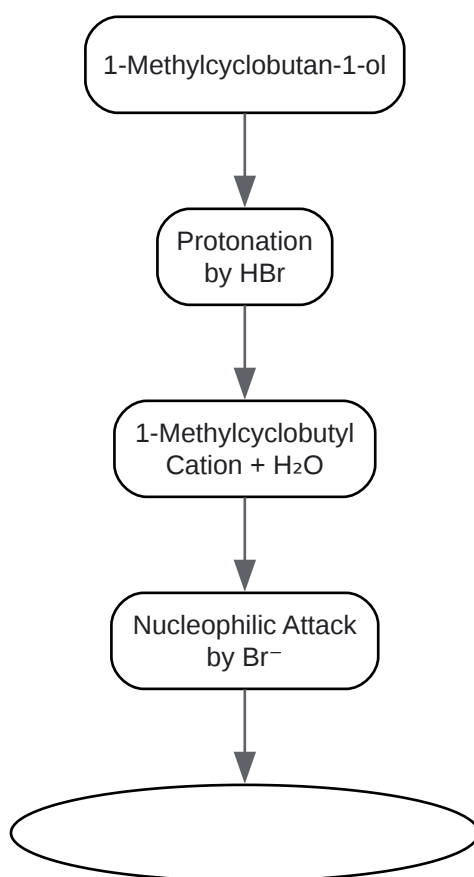 1-Methylcyclobutan-1-ol
Protonation
by HBr
1-Methylcyclobutyl
Cation + H₂O
Nucleophilic Attack
by Br⁻